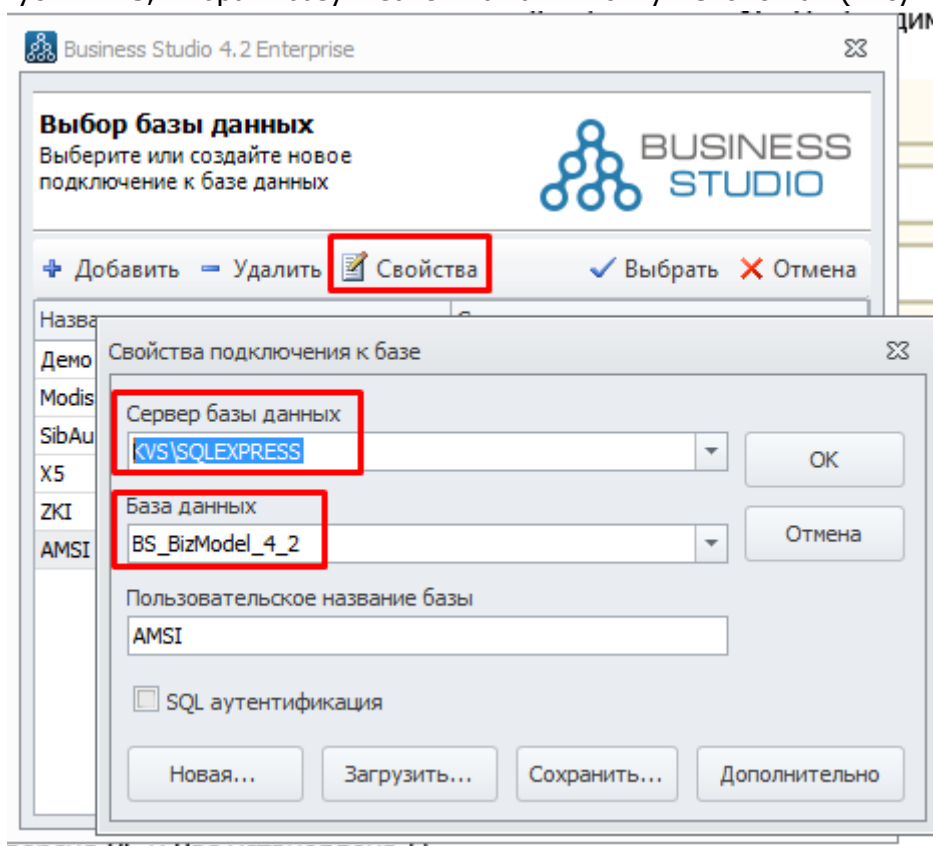 Business Studio 4.2 Enterprise
Выбор базы данных
Выберите или создайте новое
подключение к базе данных
BUSINESS
STUDIO
Добавить Удалить Свойства Выбрать Отмена
Демо
Modis
SibAu
X5
ZKI
AMSI
Свойства подключения к базе
Сервер базы данных
KVS\SQLEXPRESS
OK
База данных
BS_BizModel_4_2
Отмена
Пользовательское название базы
AMSI
SQL аутентификация
Новая... Загрузить... Сохранить... Дополнительно